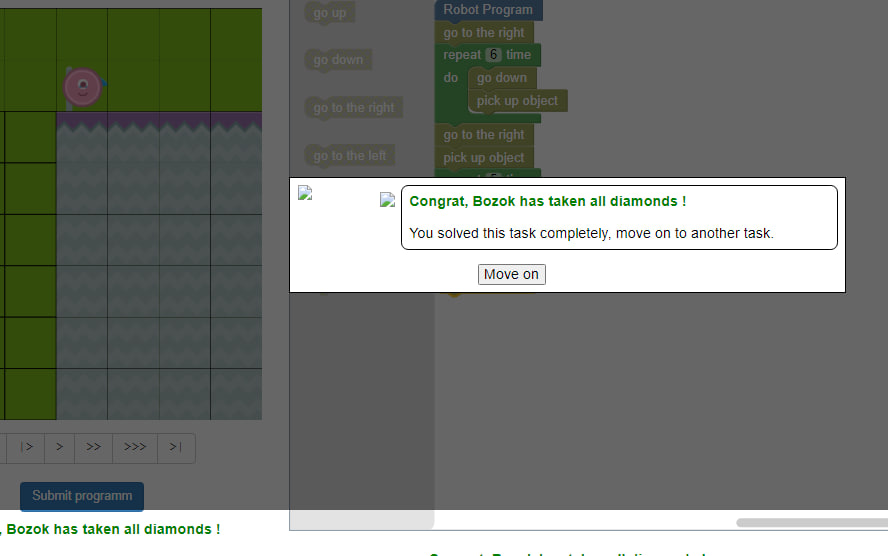 go up
go down
go to the right
go to the left
Robot Program
go to the right
repeat 6 time
do go down
pick up object
go to the right
pick up object
Congrat, Bozok has taken all diamonds !
You solved this task completely, move on to another task.
Move on
|> > >> >>> >|
Submit programm
, Bozok has taken all diamonds !